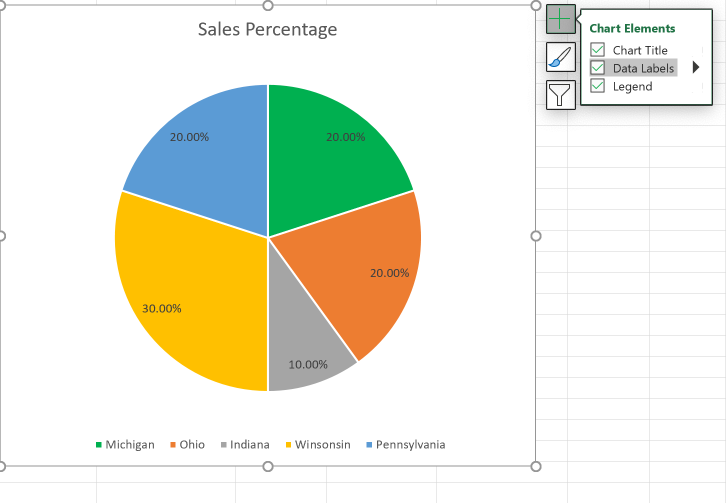 Sales Percentage
Chart Elements
Chart Title
Data Labels
Legend
20.00%
20.00%
20.00%
30.00%
10.00%
Michigan Ohio Indiana Winsonsin Pennsylvania